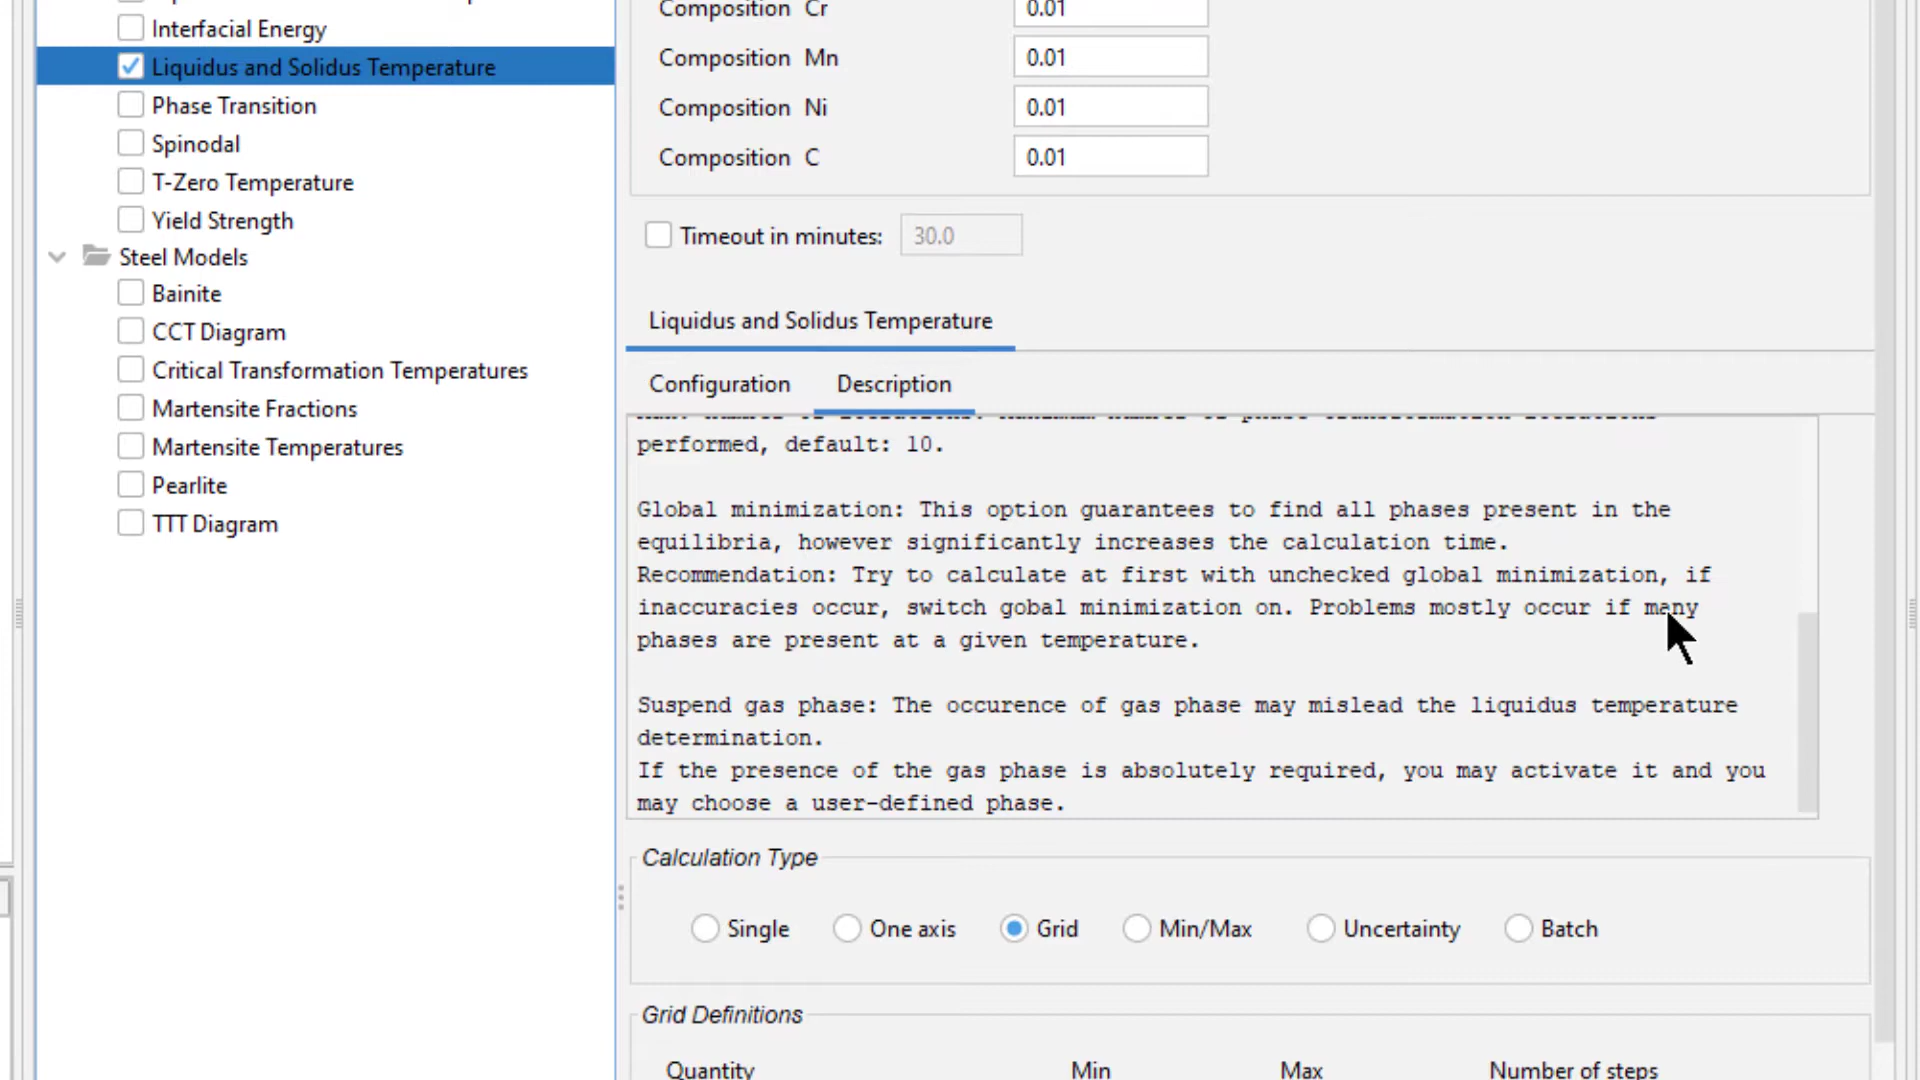 Interfacial Energy
Liquidus and Solidus Temperature
Phase Transition
Spinodal
T-Zero Temperature
Yield Strength
Steel Models
Bainite
CCT Diagram
Critical Transformation Temperatures
Martensite Fractions
Martensite Temperatures
Pearlite
TTT Diagram
Composition Cr 0.01
Composition Mn 0.01
Composition Ni 0.01
Composition C 0.01
Timeout in minutes: 30.0
Liquidus and Solidus Temperature
Configuration Description
performed, default: 10.
Global minimization: This option guarantees to find all phases present in the
equilibria, however significantly increases the calculation time.
Recommendation: Try to calculate at first with unchecked global minimization, if
inaccuracies occur, switch gobal minimization on. Problems mostly occur if many
phases are present at a given temperature.
Suspend gas phase: The occurence of gas phase may mislead the liquidus temperature
determination.
If the presence of the gas phase is absolutely required, you may activate it and you
may choose a user-defined phase.
Calculation Type
Single One axis Grid Min/Max Uncertainty Batch
Grid Definitions
Quantity Min Max Number of steps